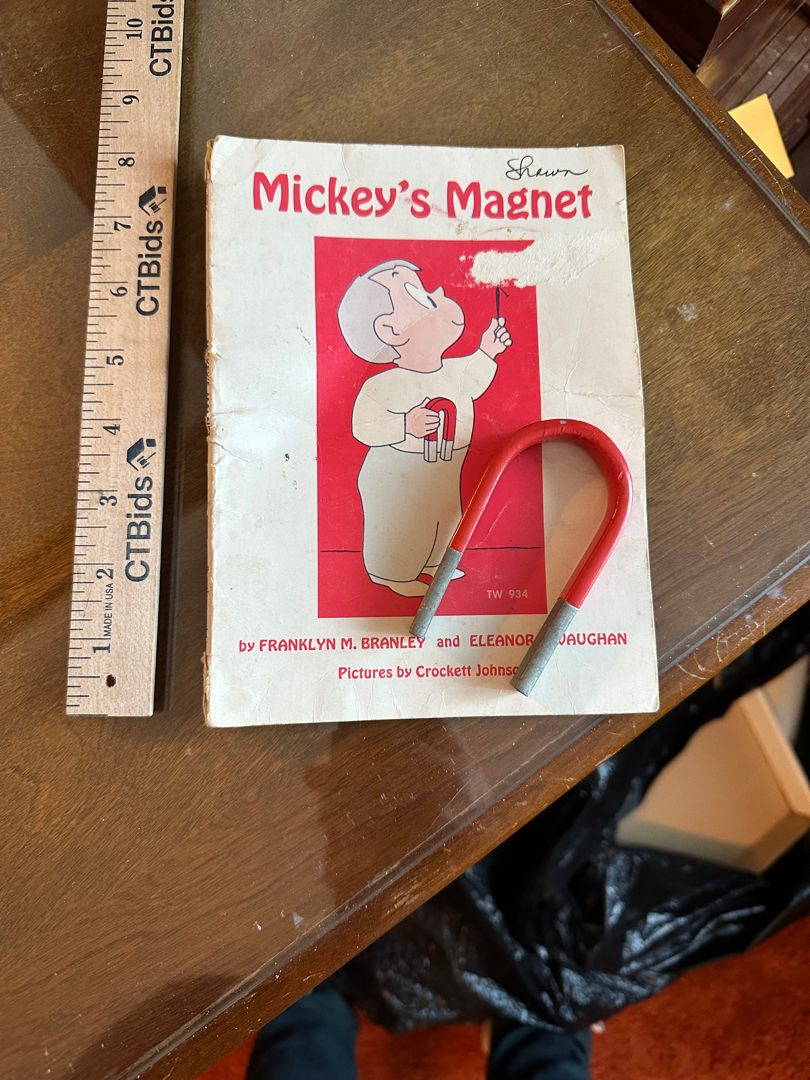 Shawn
Mickey's Magnet
TW 934
by FRANKLYN M. BRANLEY and ELEANOR VAUGHAN
Pictures by Crockett
10
CTBids
9
8
7
CTBids
6
5
4
CTBids
3
2
MADE IN USA
1